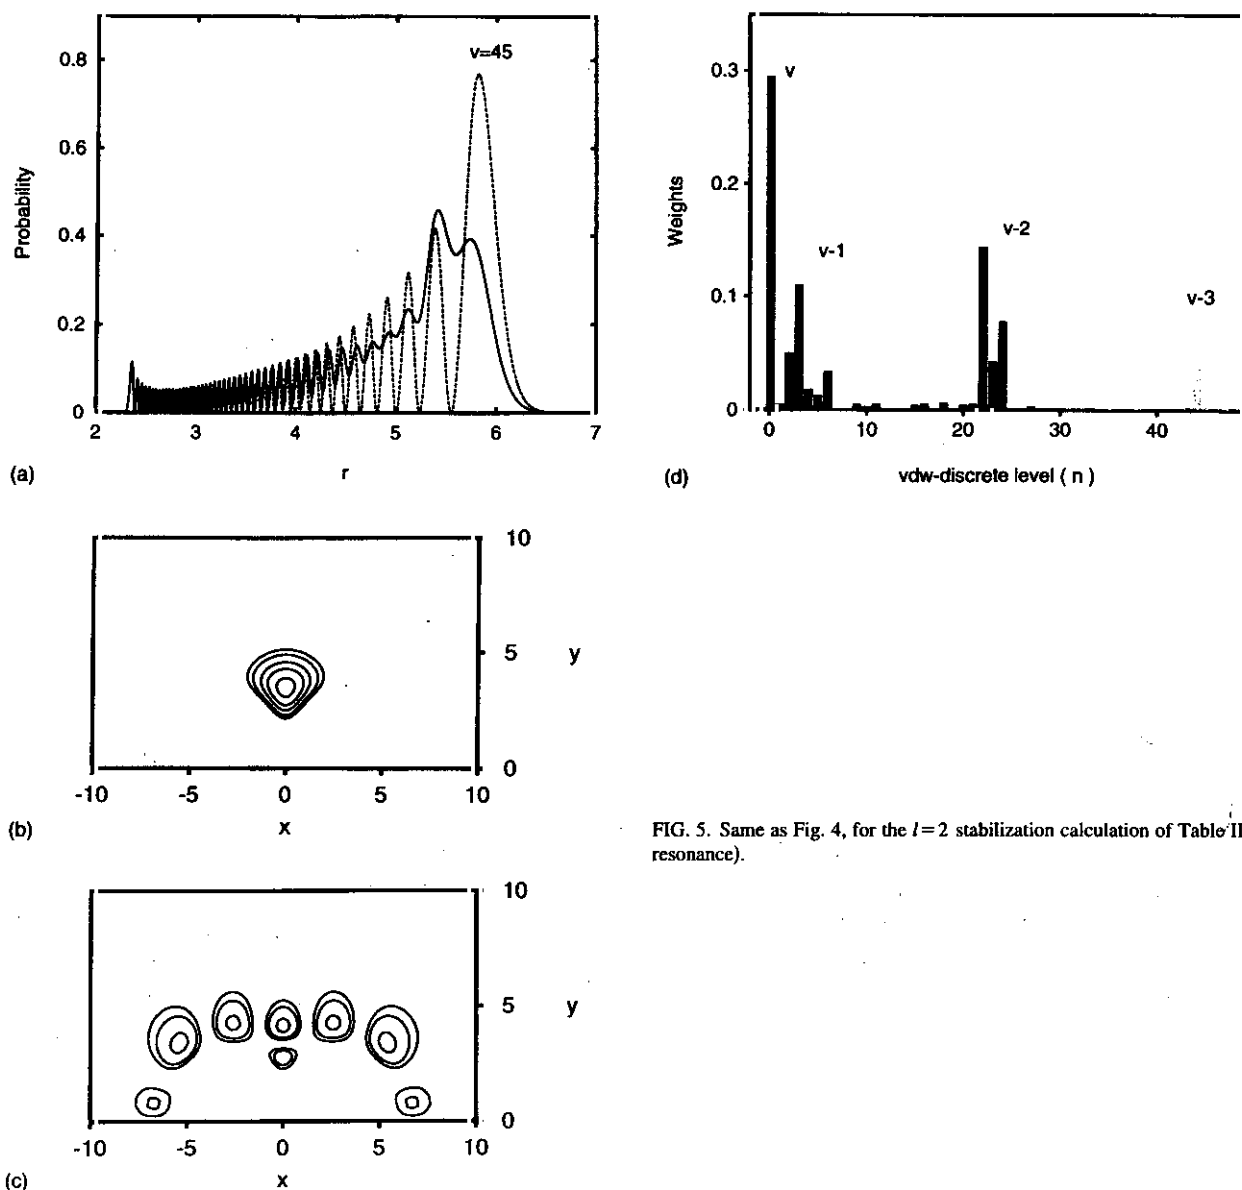 0.8
0.6
0.4
0.2
0
Probability
v=45
2 3 4 5 6 7
(a)
r
0.3
0.2
0.1
0
Weights
v
v-1
v-2
v-3
0 10 20 30 40
(d)
vdw-discrete level ( n )
10
5 y
0
-10 -5 0 5 10
(b)
x
FIG. 5. Same as Fig. 4, for the l=2 stabilization calculation of Table II
resonance).
10
5 y
0
-10 -5 0 5 10
(c)
x